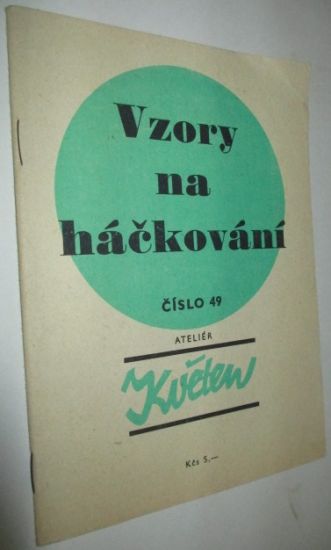 Vzory
na
háčkování
ČÍSLO 49
ATELIÉR
Květen
Kčs 5,—